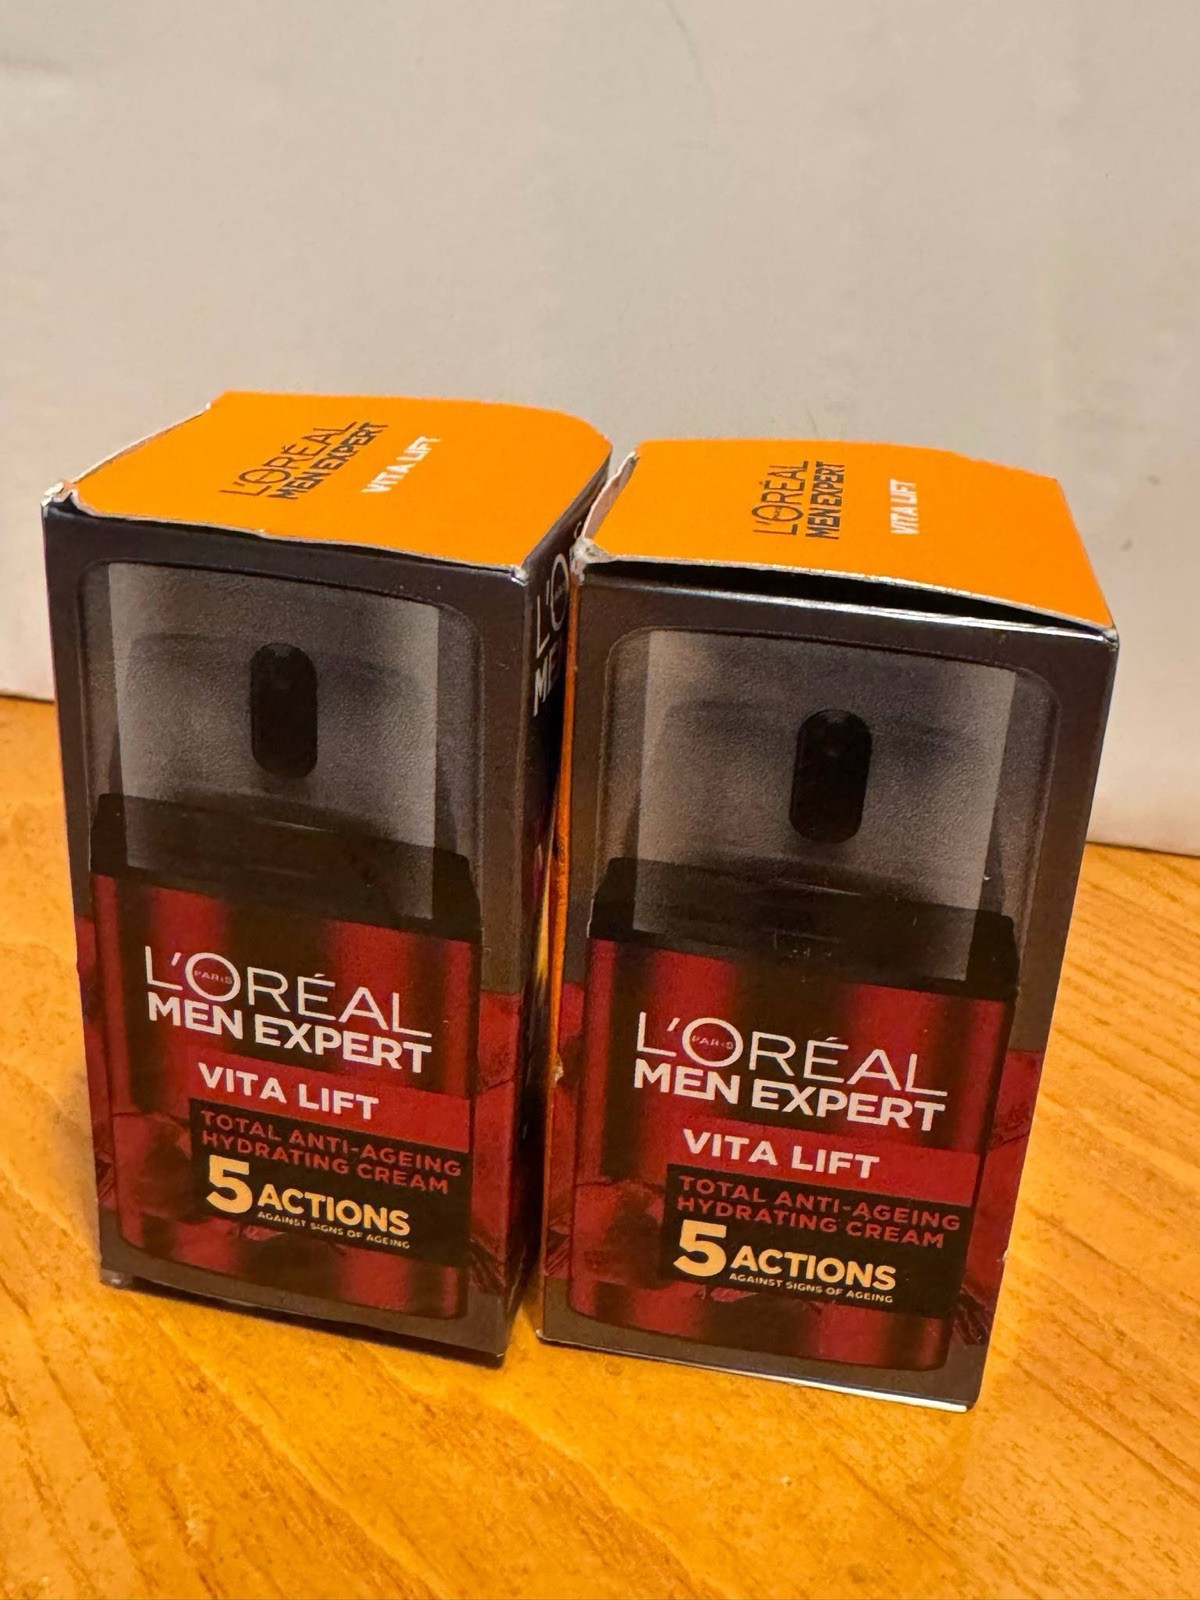 L'ORÉAL
MEN EXPERT
VITA LIFT
L'ORÉAL
PARIS
MEN EXPERT
VITA LIFT
TOTAL ANTI-AGEING
HYDRATING CREAM
5 ACTIONS
AGAINST SIGNS OF AGEING
L'ORÉAL
MEN EXPERT
VITA LIFT
L'ORÉAL
PARIS
MEN EXPERT
VITA LIFT
TOTAL ANTI-AGEING
HYDRATING CREAM
5 ACTIONS
AGAINST SIGNS OF AGEING